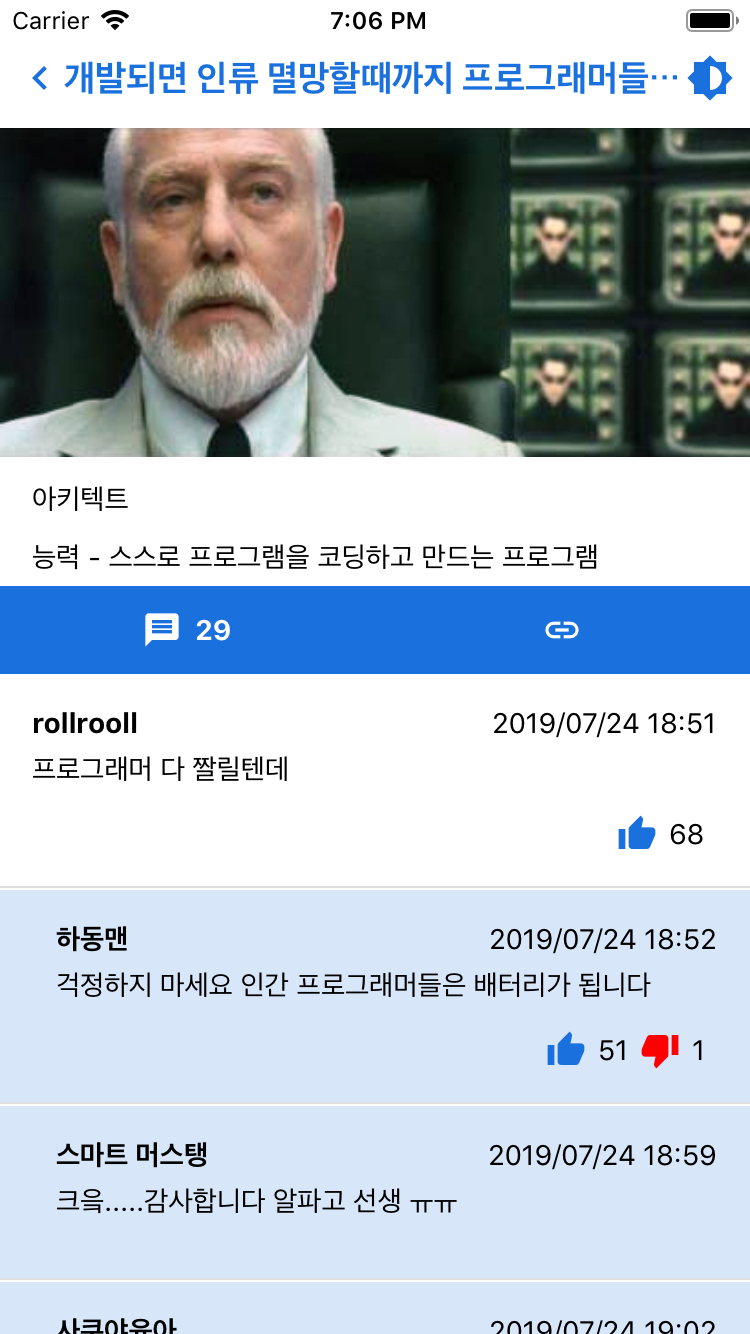 Carrier 7:06 PM
개발되면 인류 멸망할때까지 프로그래머들…
아키텍트
능력 - 스스로 프로그램을 코딩하고 만드는 프로그램
29
rollrooll 2019/07/24 18:51
프로그래머 다 짤릴텐데
68
하동맨 2019/07/24 18:52
걱정하지 마세요 인간 프로그래머들은 배터리가 됩니다
51 1
스마트 머스탱 2019/07/24 18:59
크윽.....감사합니다 알파고 선생 ㅠㅠ
사쿠야유아 2019/07/24 19:02